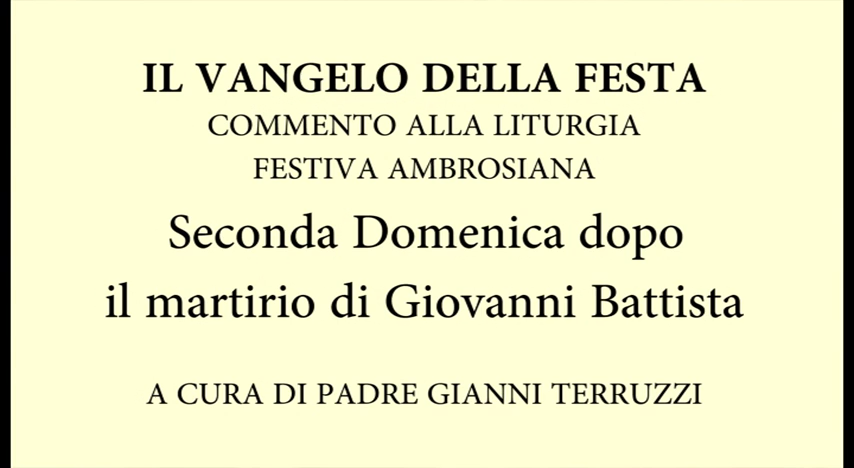 IL VANGELO DELLA FESTA
COMMENTO ALLA LITURGIA
FESTIVA AMBROSIANA
Seconda Domenica dopo
il martirio di Giovanni Battista
A CURA DI PADRE GIANNI TERRUZZI